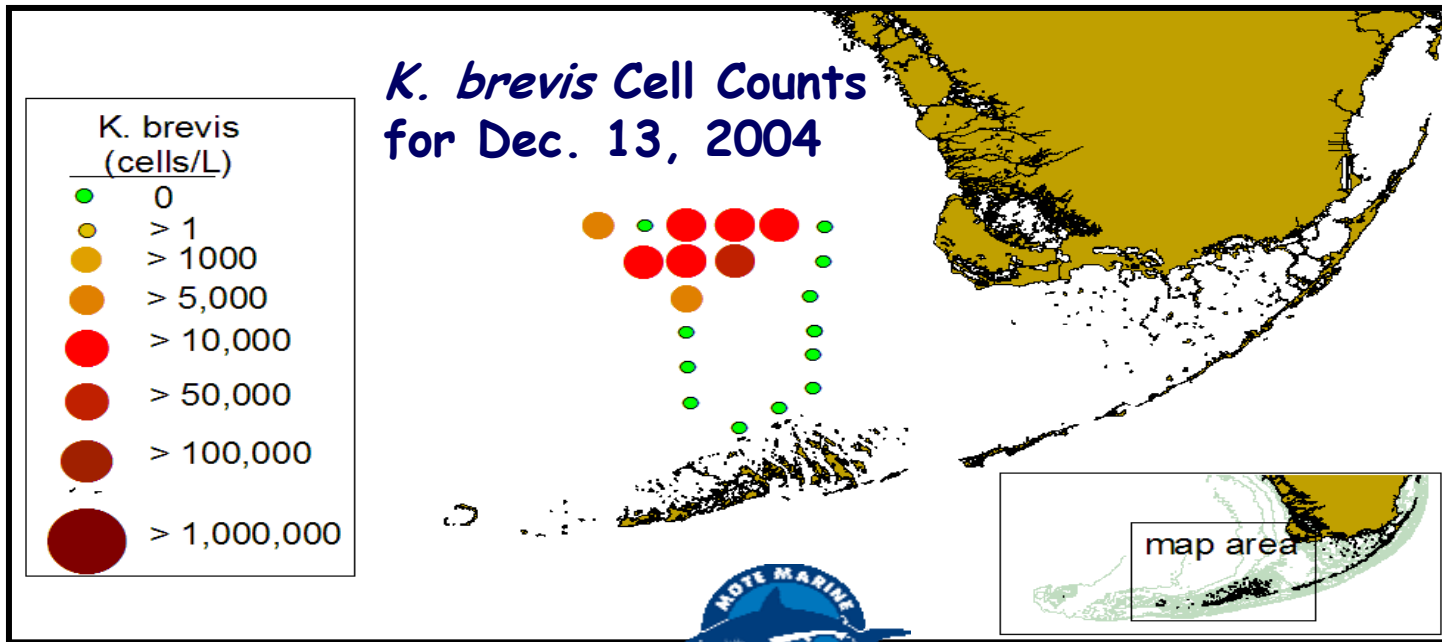 K. brevis Cell Counts
for Dec. 13, 2004
K. brevis
(cells/L)
0
> 1
> 1000
> 5,000
> 10,000
> 50,000
> 100,000
> 1,000,000
map area
MOTE MARINE